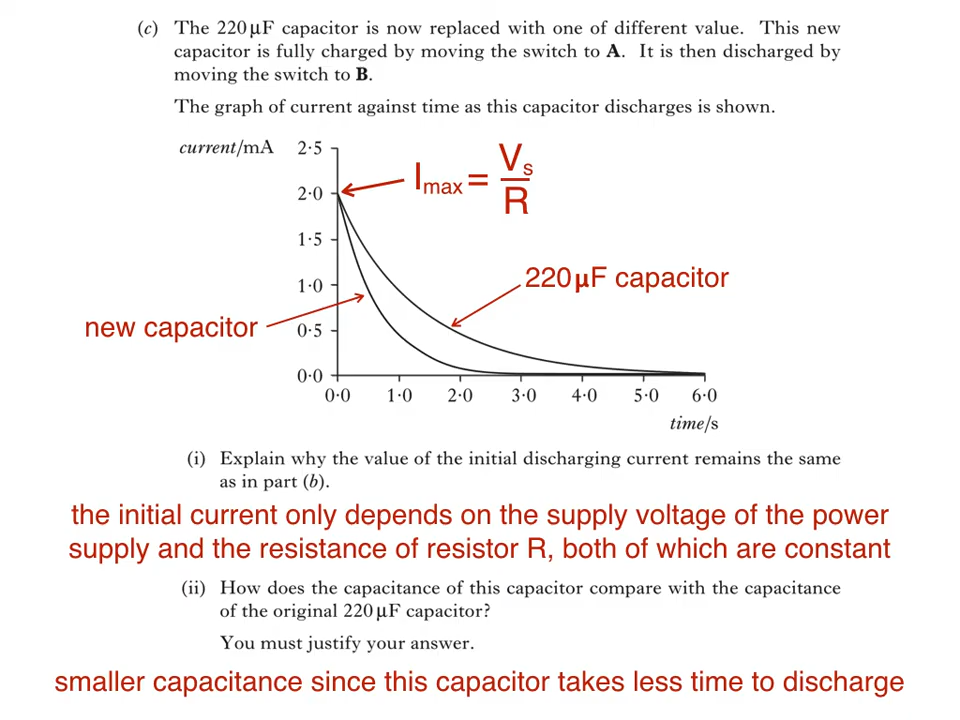 (c) The 220 μF capacitor is now replaced with one of different value. This new
capacitor is fully charged by moving the switch to A. It is then discharged by
moving the switch to B.
The graph of current against time as this capacitor discharges is shown.
current/mA
2·5
2·0
1·5
1·0
0·5
0·0
I max = Vs / R
220 μF capacitor
new capacitor
0·0 1·0 2·0 3·0 4·0 5·0 6·0
time/s
(i) Explain why the value of the initial discharging current remains the same
as in part (b).
the initial current only depends on the supply voltage of the power
supply and the resistance of resistor R, both of which are constant
(ii) How does the capacitance of this capacitor compare with the capacitance
of the original 220 μF capacitor?
You must justify your answer.
smaller capacitance since this capacitor takes less time to discharge